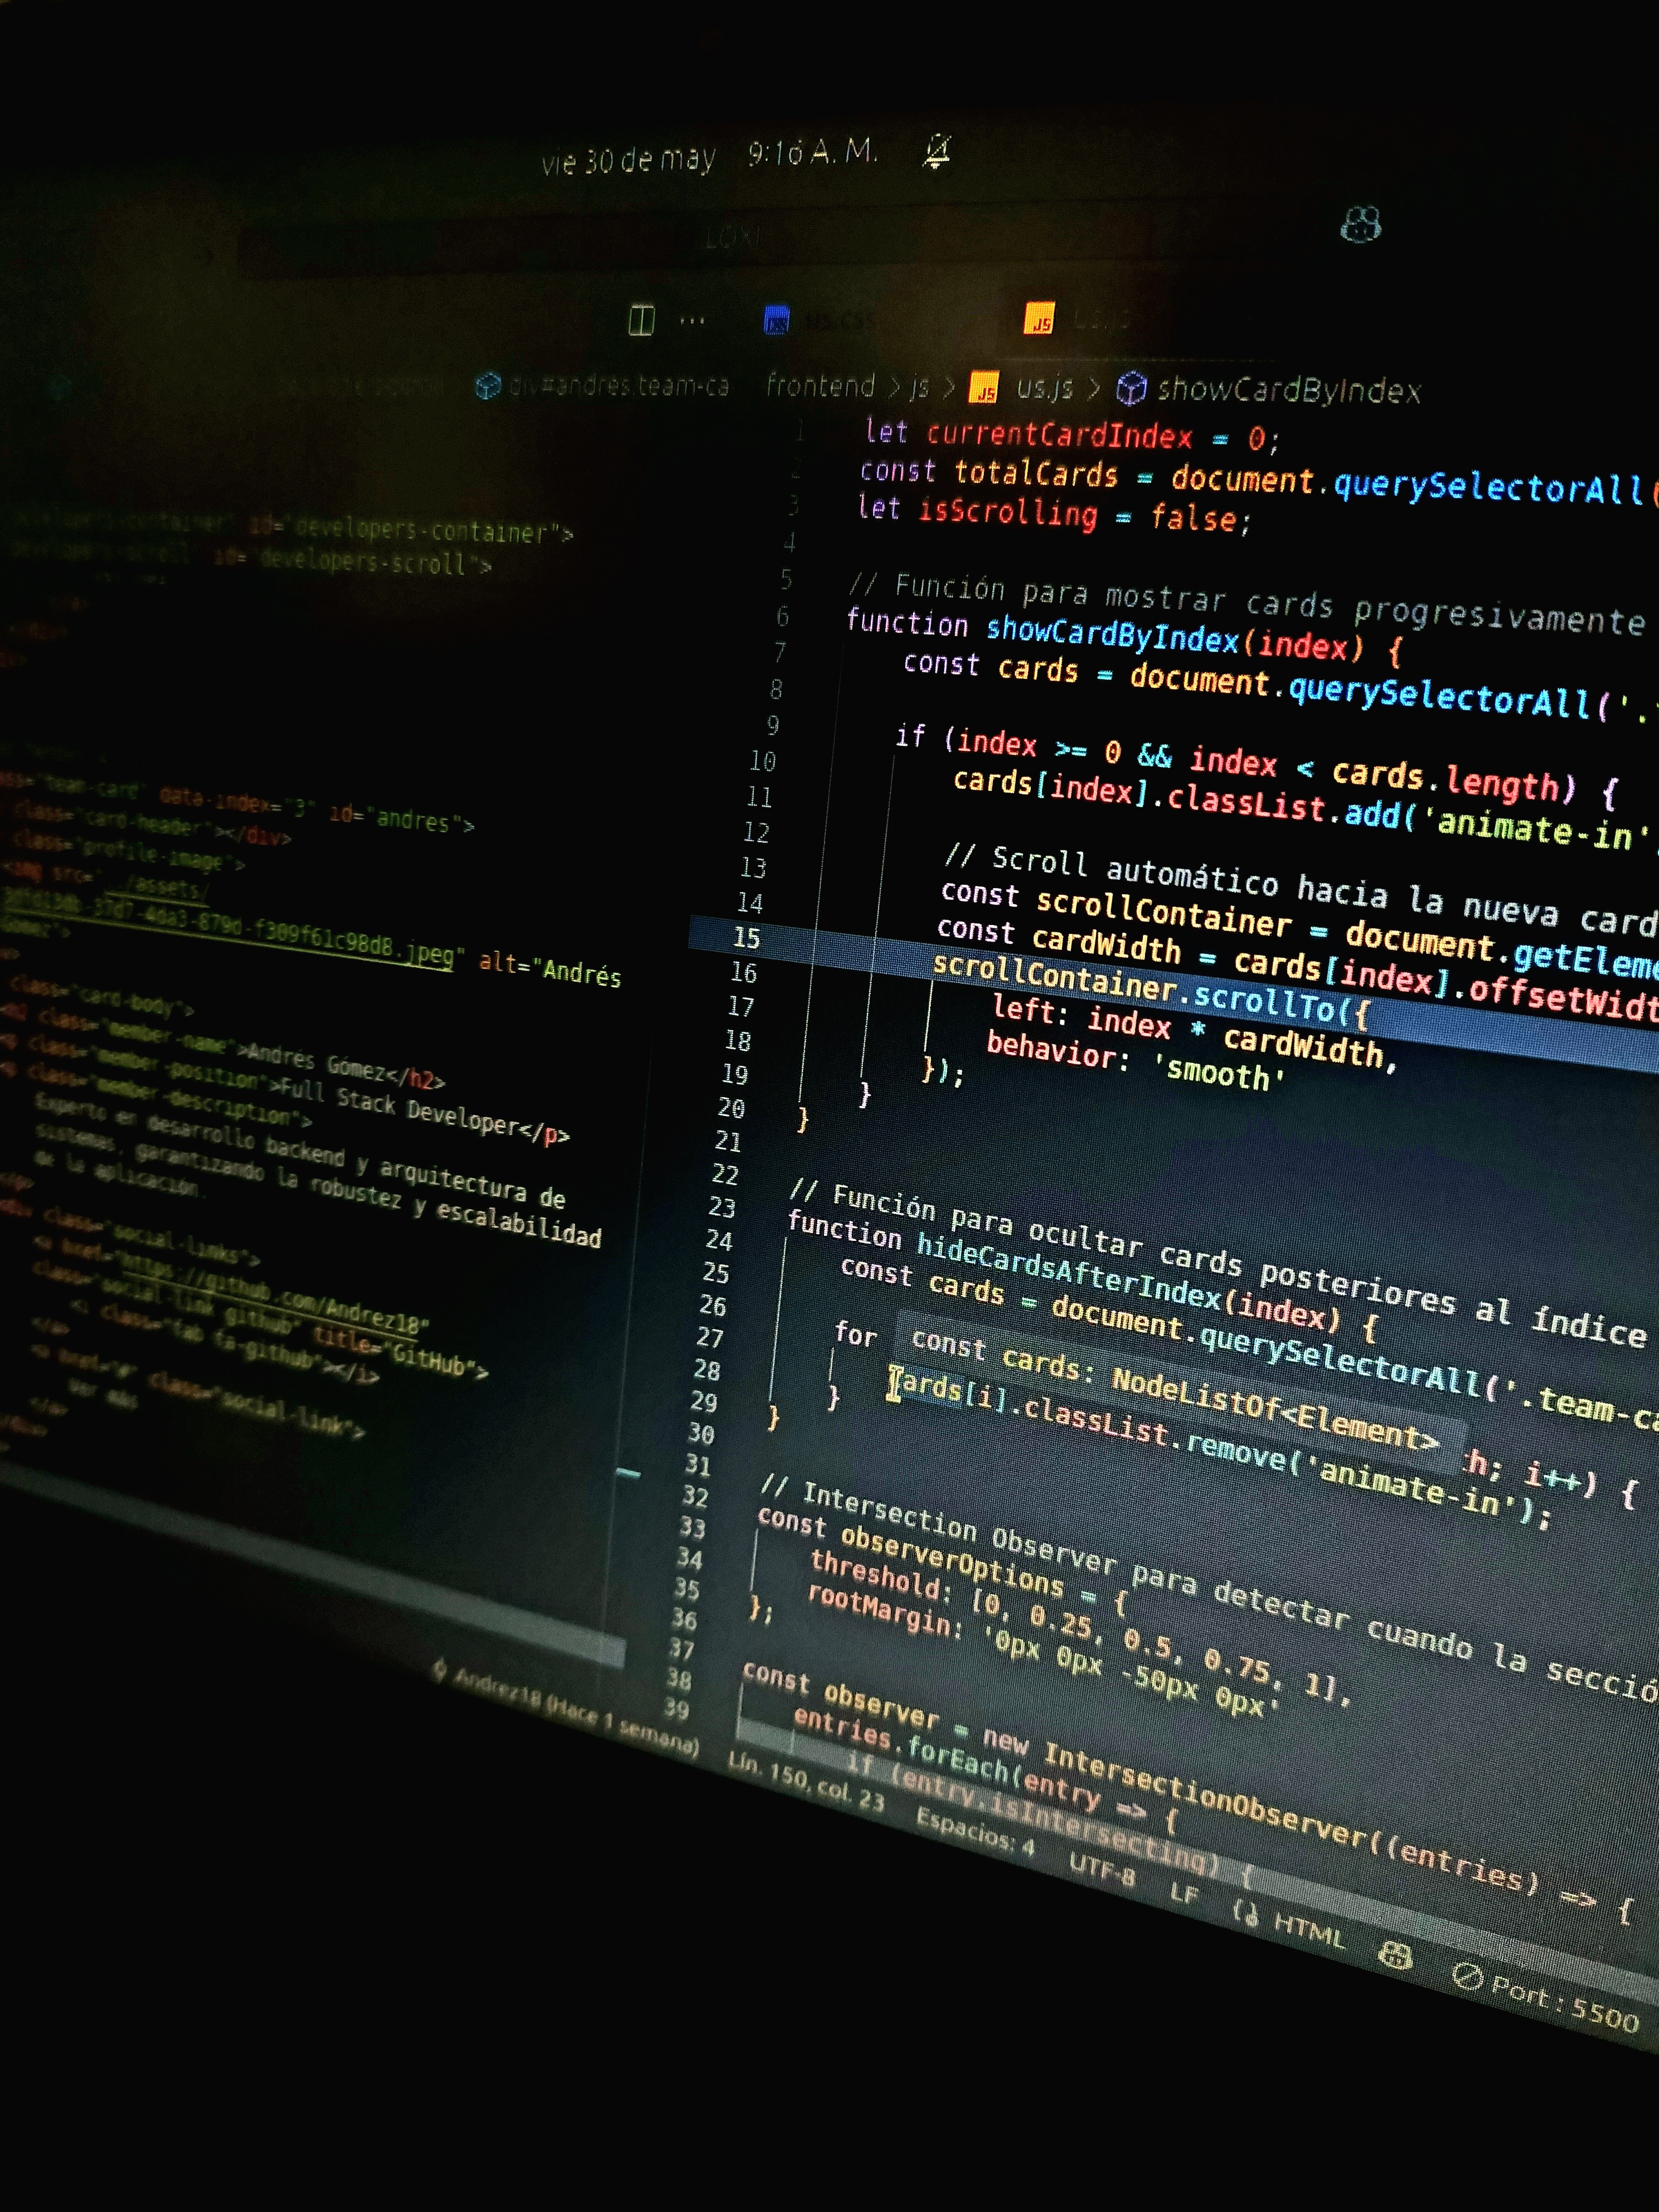 vie 30 de may 9:16 A. M.
LOXI
us.css
JS
div#andres.team-ca
frontend > js > JS us.js > showCardByIndex
id="developers-container">
id="developers-scroll">
"team-card" data-index="3" id="andres">
class="card-header"></div>
class="profile-image">
<img src="
/assets/
-4da3-879d-f309f61c98d8.jpeg" alt="Andrés
Gómez">
class="card-body">
class="member-name">Andrés Gómez</h2>
class="member-position">Full Stack Developer</p>
class="member-description">
Experto en desarrollo backend y arquitectura de
sistemas, garantizando la robustez y escalabilidad
de la aplicación.
class="social-links">
<a href="https://github.com/Andrez18"
class="social-link github" title="GitHub">
<i class="fab fa-github"></i>
</a>
<a href="#" class="social-link">
Ver más
</a>
1 let currentCardIndex = 0;
2 const totalCards = document.querySelectorAll(
3 let isScrolling = false;
4
5 // Función para mostrar cards progresivamente
6 function showCardByIndex(index) {
7 const cards = document.querySelectorAll('.
8
9 if (index >= 0 && index < cards.length) {
10 cards[index].classList.add('animate-in'
11
12 // Scroll automático hacia la nueva card
13 const scrollContainer = document.getEleme
14 const cardWidth = cards[index].offsetWidt
15 scrollContainer.scrollTo({
16 left: index * cardWidth,
17 behavior: 'smooth'
18 });
19 }
20 }
21
22 // Función para ocultar cards posteriores al índice
23 function hideCardsAfterIndex(index) {
24 const cards = document.querySelectorAll('.team-ca
25
26 for const cards: NodeListOf<Element> h; i++) {
27 cards[i].classList.remove('animate-in');
28 }
29 }
30
31 // Intersection Observer para detectar cuando la secció
32 const observerOptions = {
33 threshold: [0, 0.25, 0.5, 0.75, 1],
34 rootMargin: '0px 0px -50px 0px'
35 };
36
37 const observer = new IntersectionObserver((entries) => {
38 entries.forEach(entry => {
39 if (entry.isIntersecting) {
Andrez18 (Hace 1 semana) Lín. 150, col. 23 Espacios: 4 UTF-8 LF HTML Port : 5500